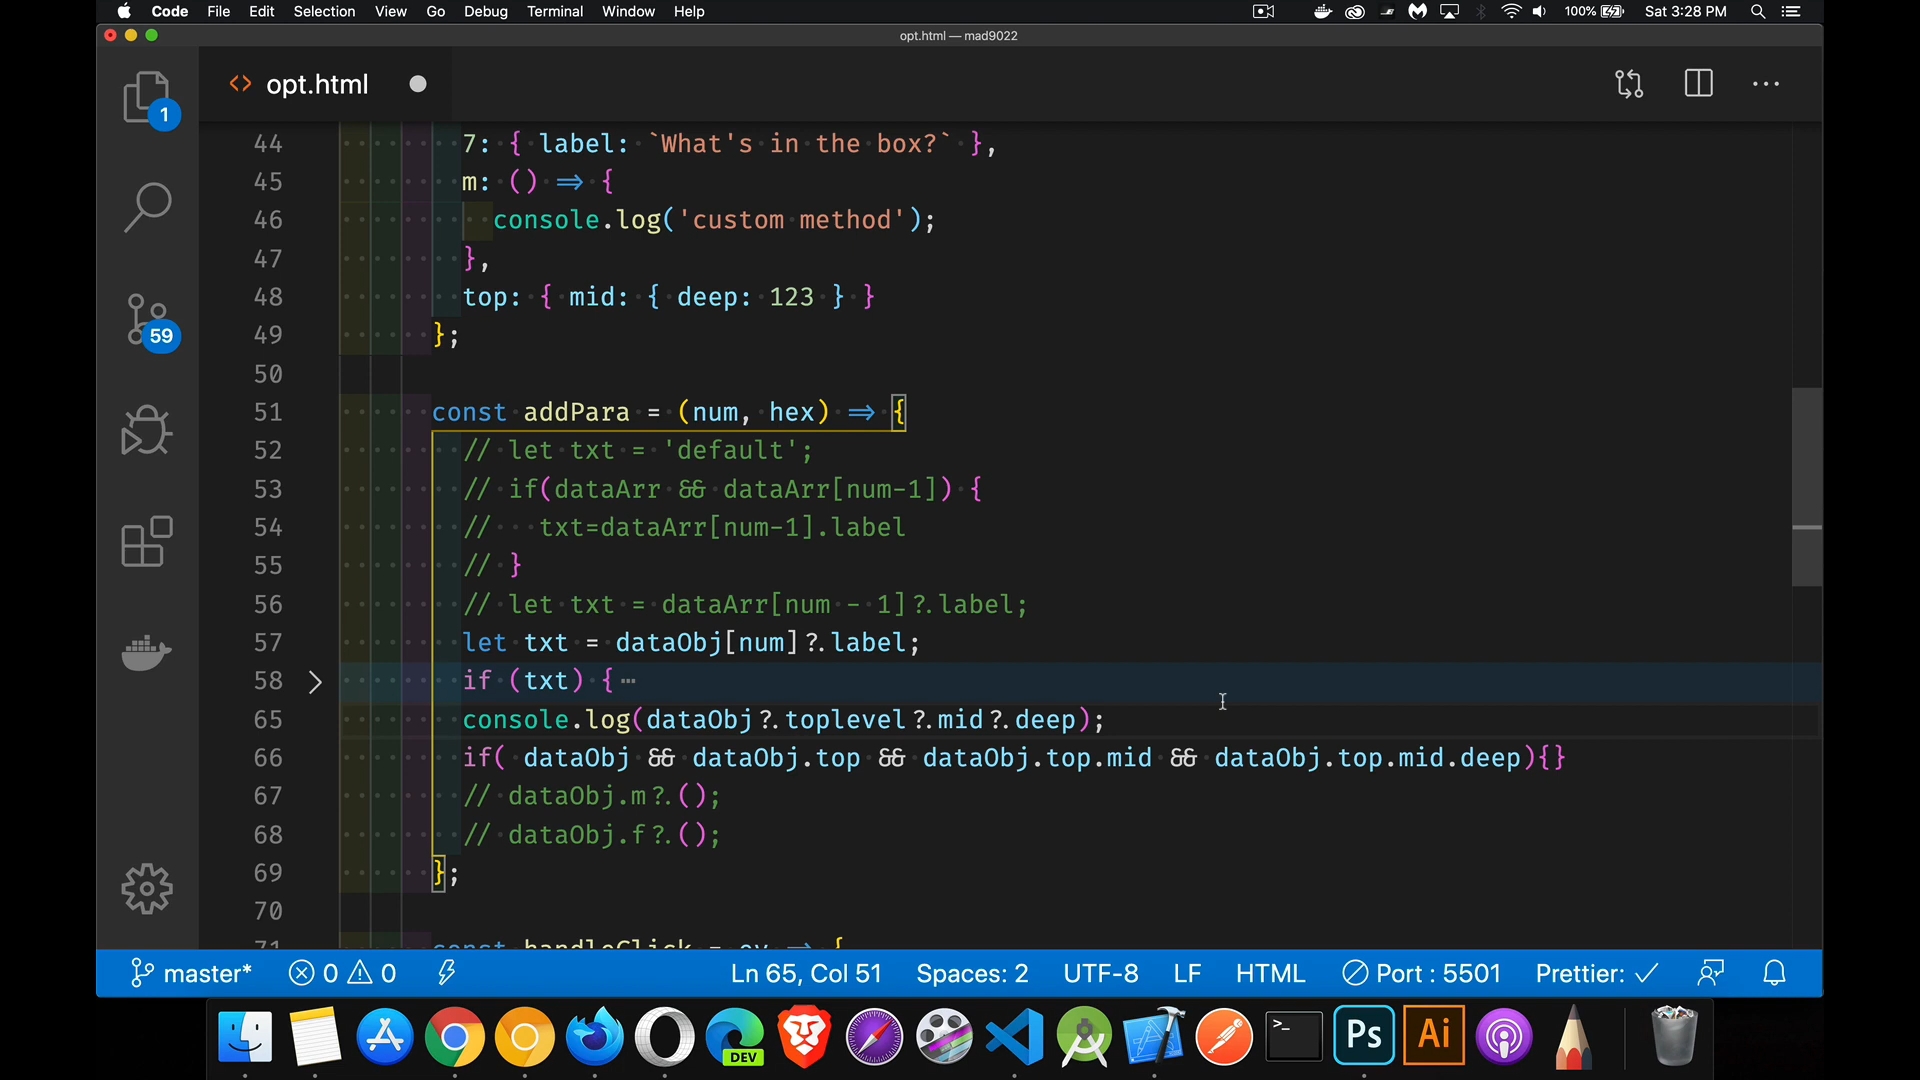 Code File Edit Selection View Go Debug Terminal Window Help 100% Sat 3:28 PM
opt.html — mad9022
1
59
<> opt.html
44 7: { label: `What's in the box?` },
45 m: () => {
46 console.log('custom method');
47 },
48 top: { mid: { deep: 123 } }
49 };
50
51 const addPara = (num, hex) => {
52 // let txt = 'default';
53 // if(dataArr && dataArr[num-1]) {
54 // txt=dataArr[num-1].label
55 // }
56 // let txt = dataArr[num - 1]?.label;
57 let txt = dataObj[num]?.label;
58 if (txt) {
65 console.log(dataObj?.toplevel?.mid?.deep);
66 if( dataObj && dataObj.top && dataObj.top.mid && dataObj.top.mid.deep){}
67 // dataObj.m?.();
68 // dataObj.f?.();
69 };
70
71 const handleClick = ev => {
master* 0 0 Ln 65, Col 51 Spaces: 2 UTF-8 LF HTML Port : 5501 Prettier: ✓
DEV
>_
Ps
Ai